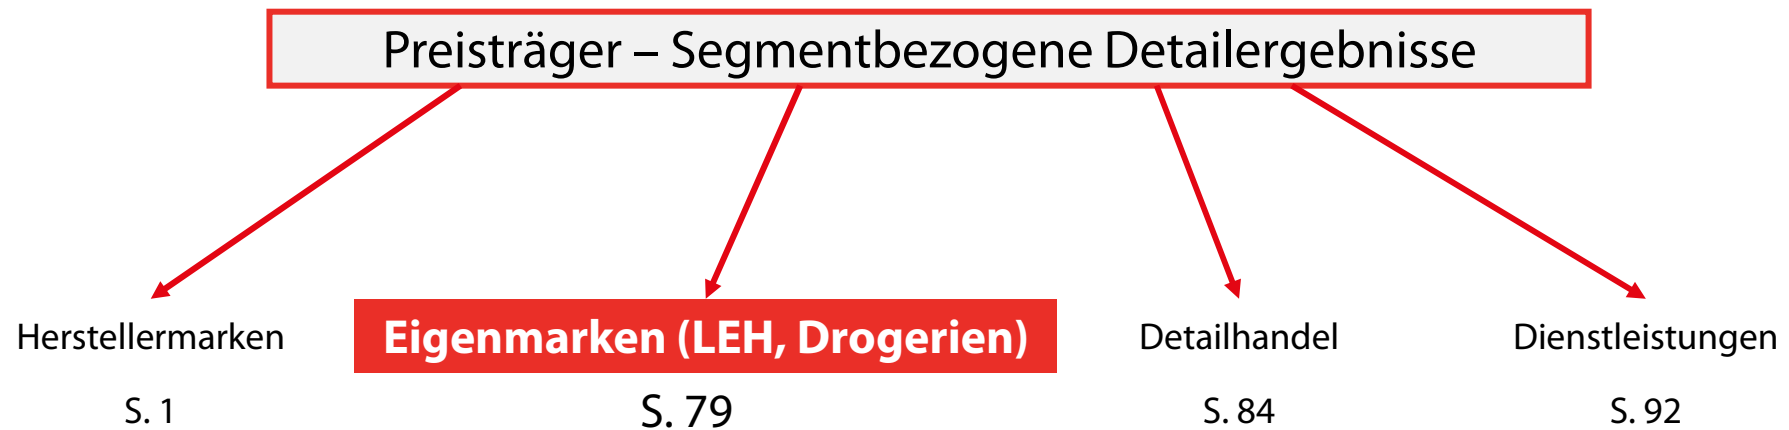 Preisträger – Segmentbezogene Detailergebnisse
Herstellermarken
Eigenmarken (LEH, Drogerien)
Detailhandel
Dienstleistungen
S. 1
S. 79
S. 84
S. 92